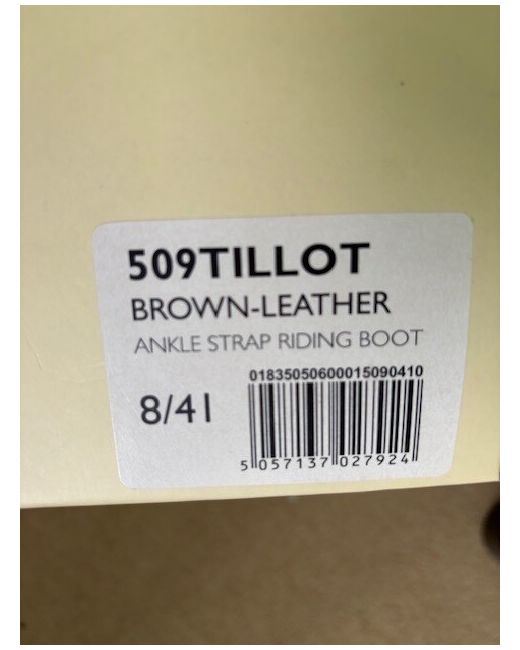 509TILLOT
BROWN-LEATHER
ANKLE STRAP RIDING BOOT
01835050600015090410
8/41
5 057137 027924